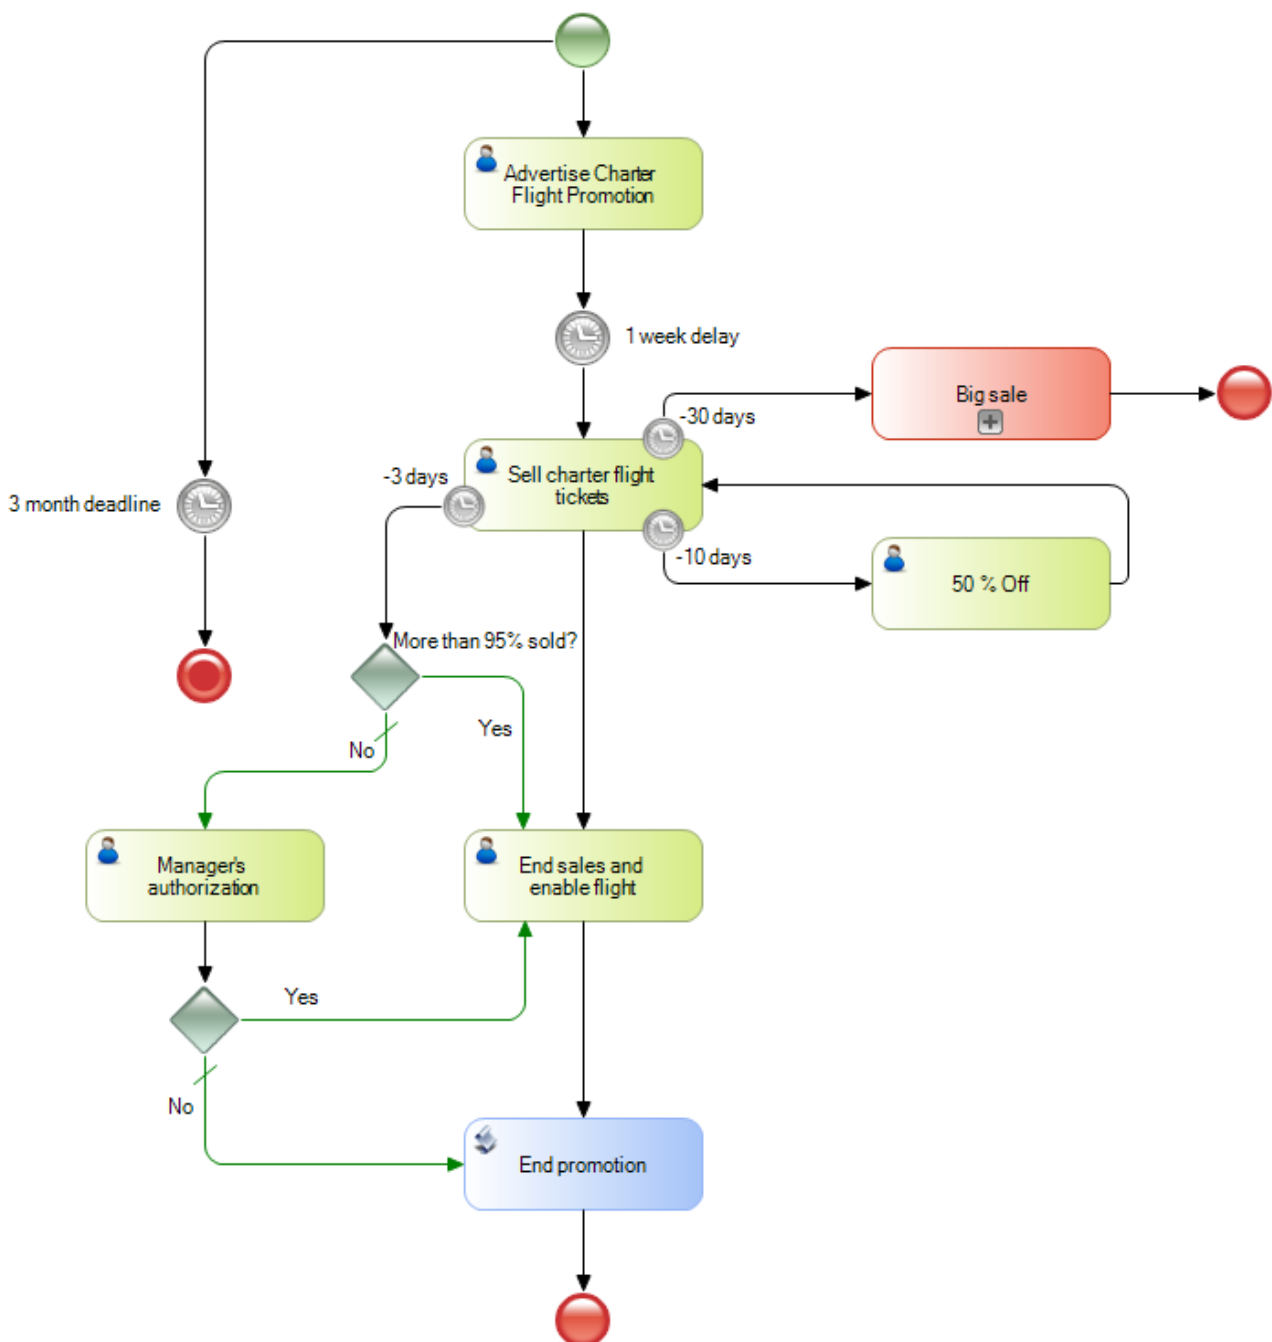 Advertise Charter
Flight Promotion
1 week delay
Big sale
-30 days
-3 days
Sell charter flight
tickets
3 month deadline
-10 days
50 % Off
More than 95% sold?
Yes
No
Manager's
authorization
End sales and
enable flight
Yes
No
End promotion